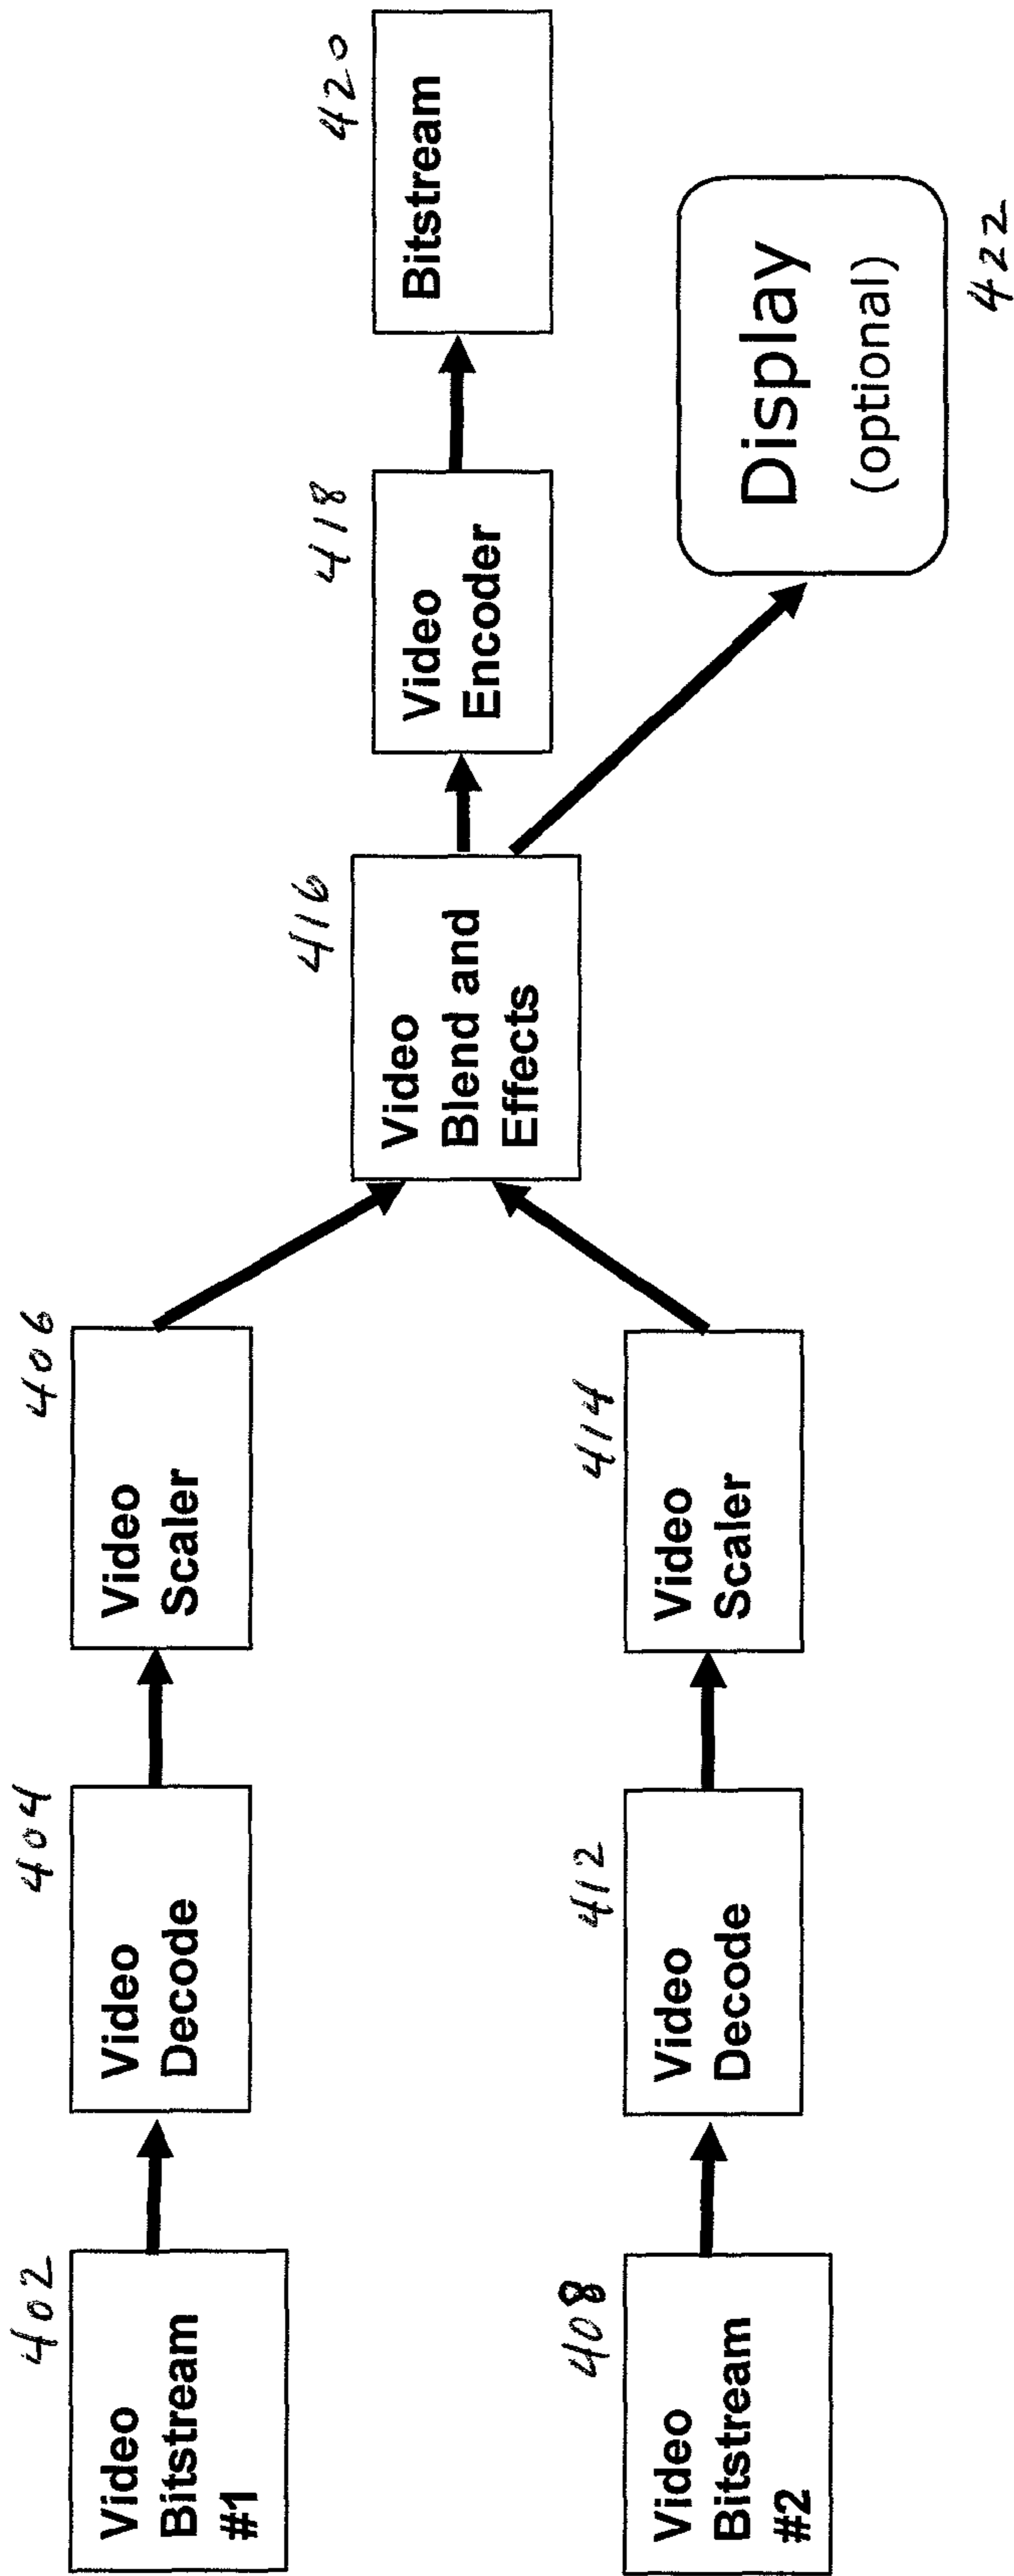 402
Video
Bitstream
#1
404
Video
Decode
406
Video
Scaler
408
Video
Bitstream
#2
412
Video
Decode
414
Video
Scaler
416
Video
Blend and
Effects
418
Video
Encoder
420
Bitstream
Display
(optional)
422